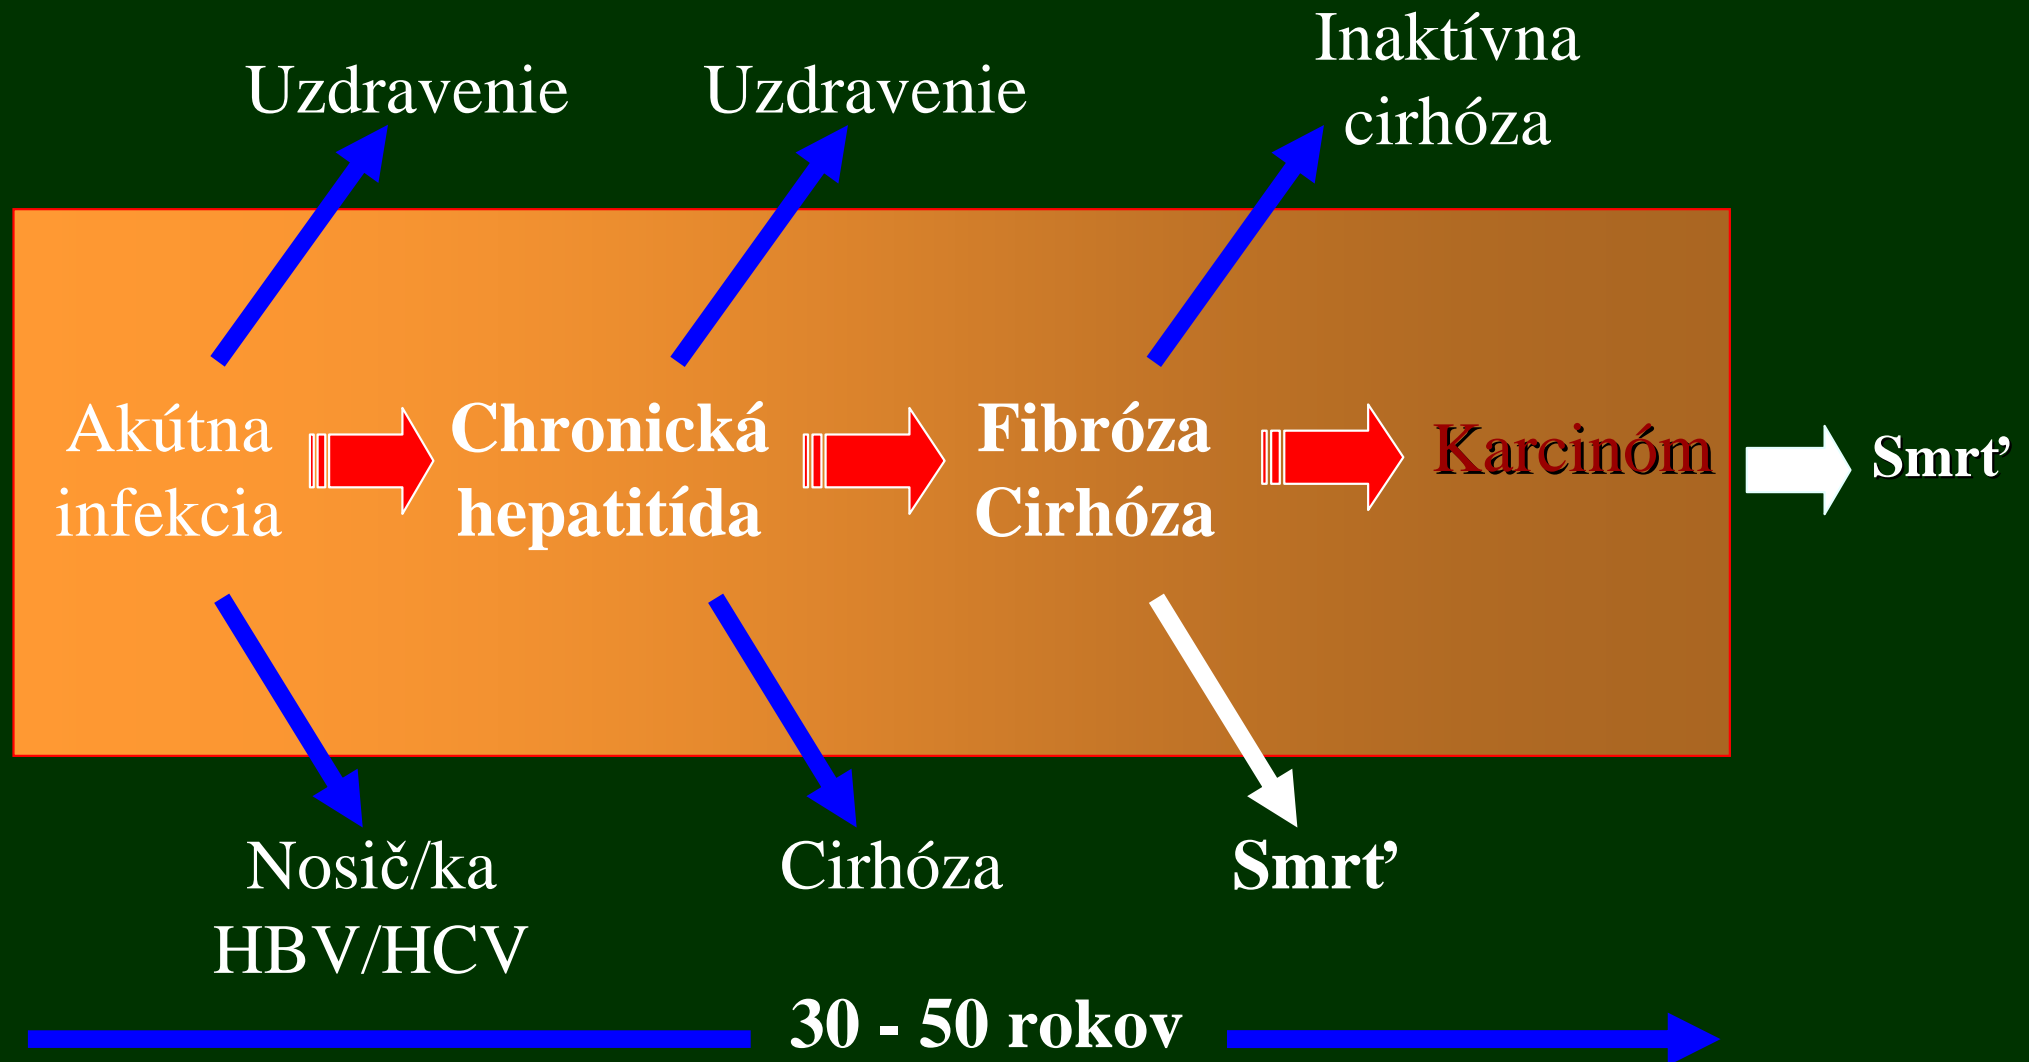 Uzdravenie
Uzdravenie
Inaktívna
cirhóza
Akútna
infekcia
Chronická
hepatitída
Fibróza
Cirhóza
Karcinóm
Smrť
Nosič/ka
HBV/HCV
Cirhóza
Smrť
30 - 50 rokov